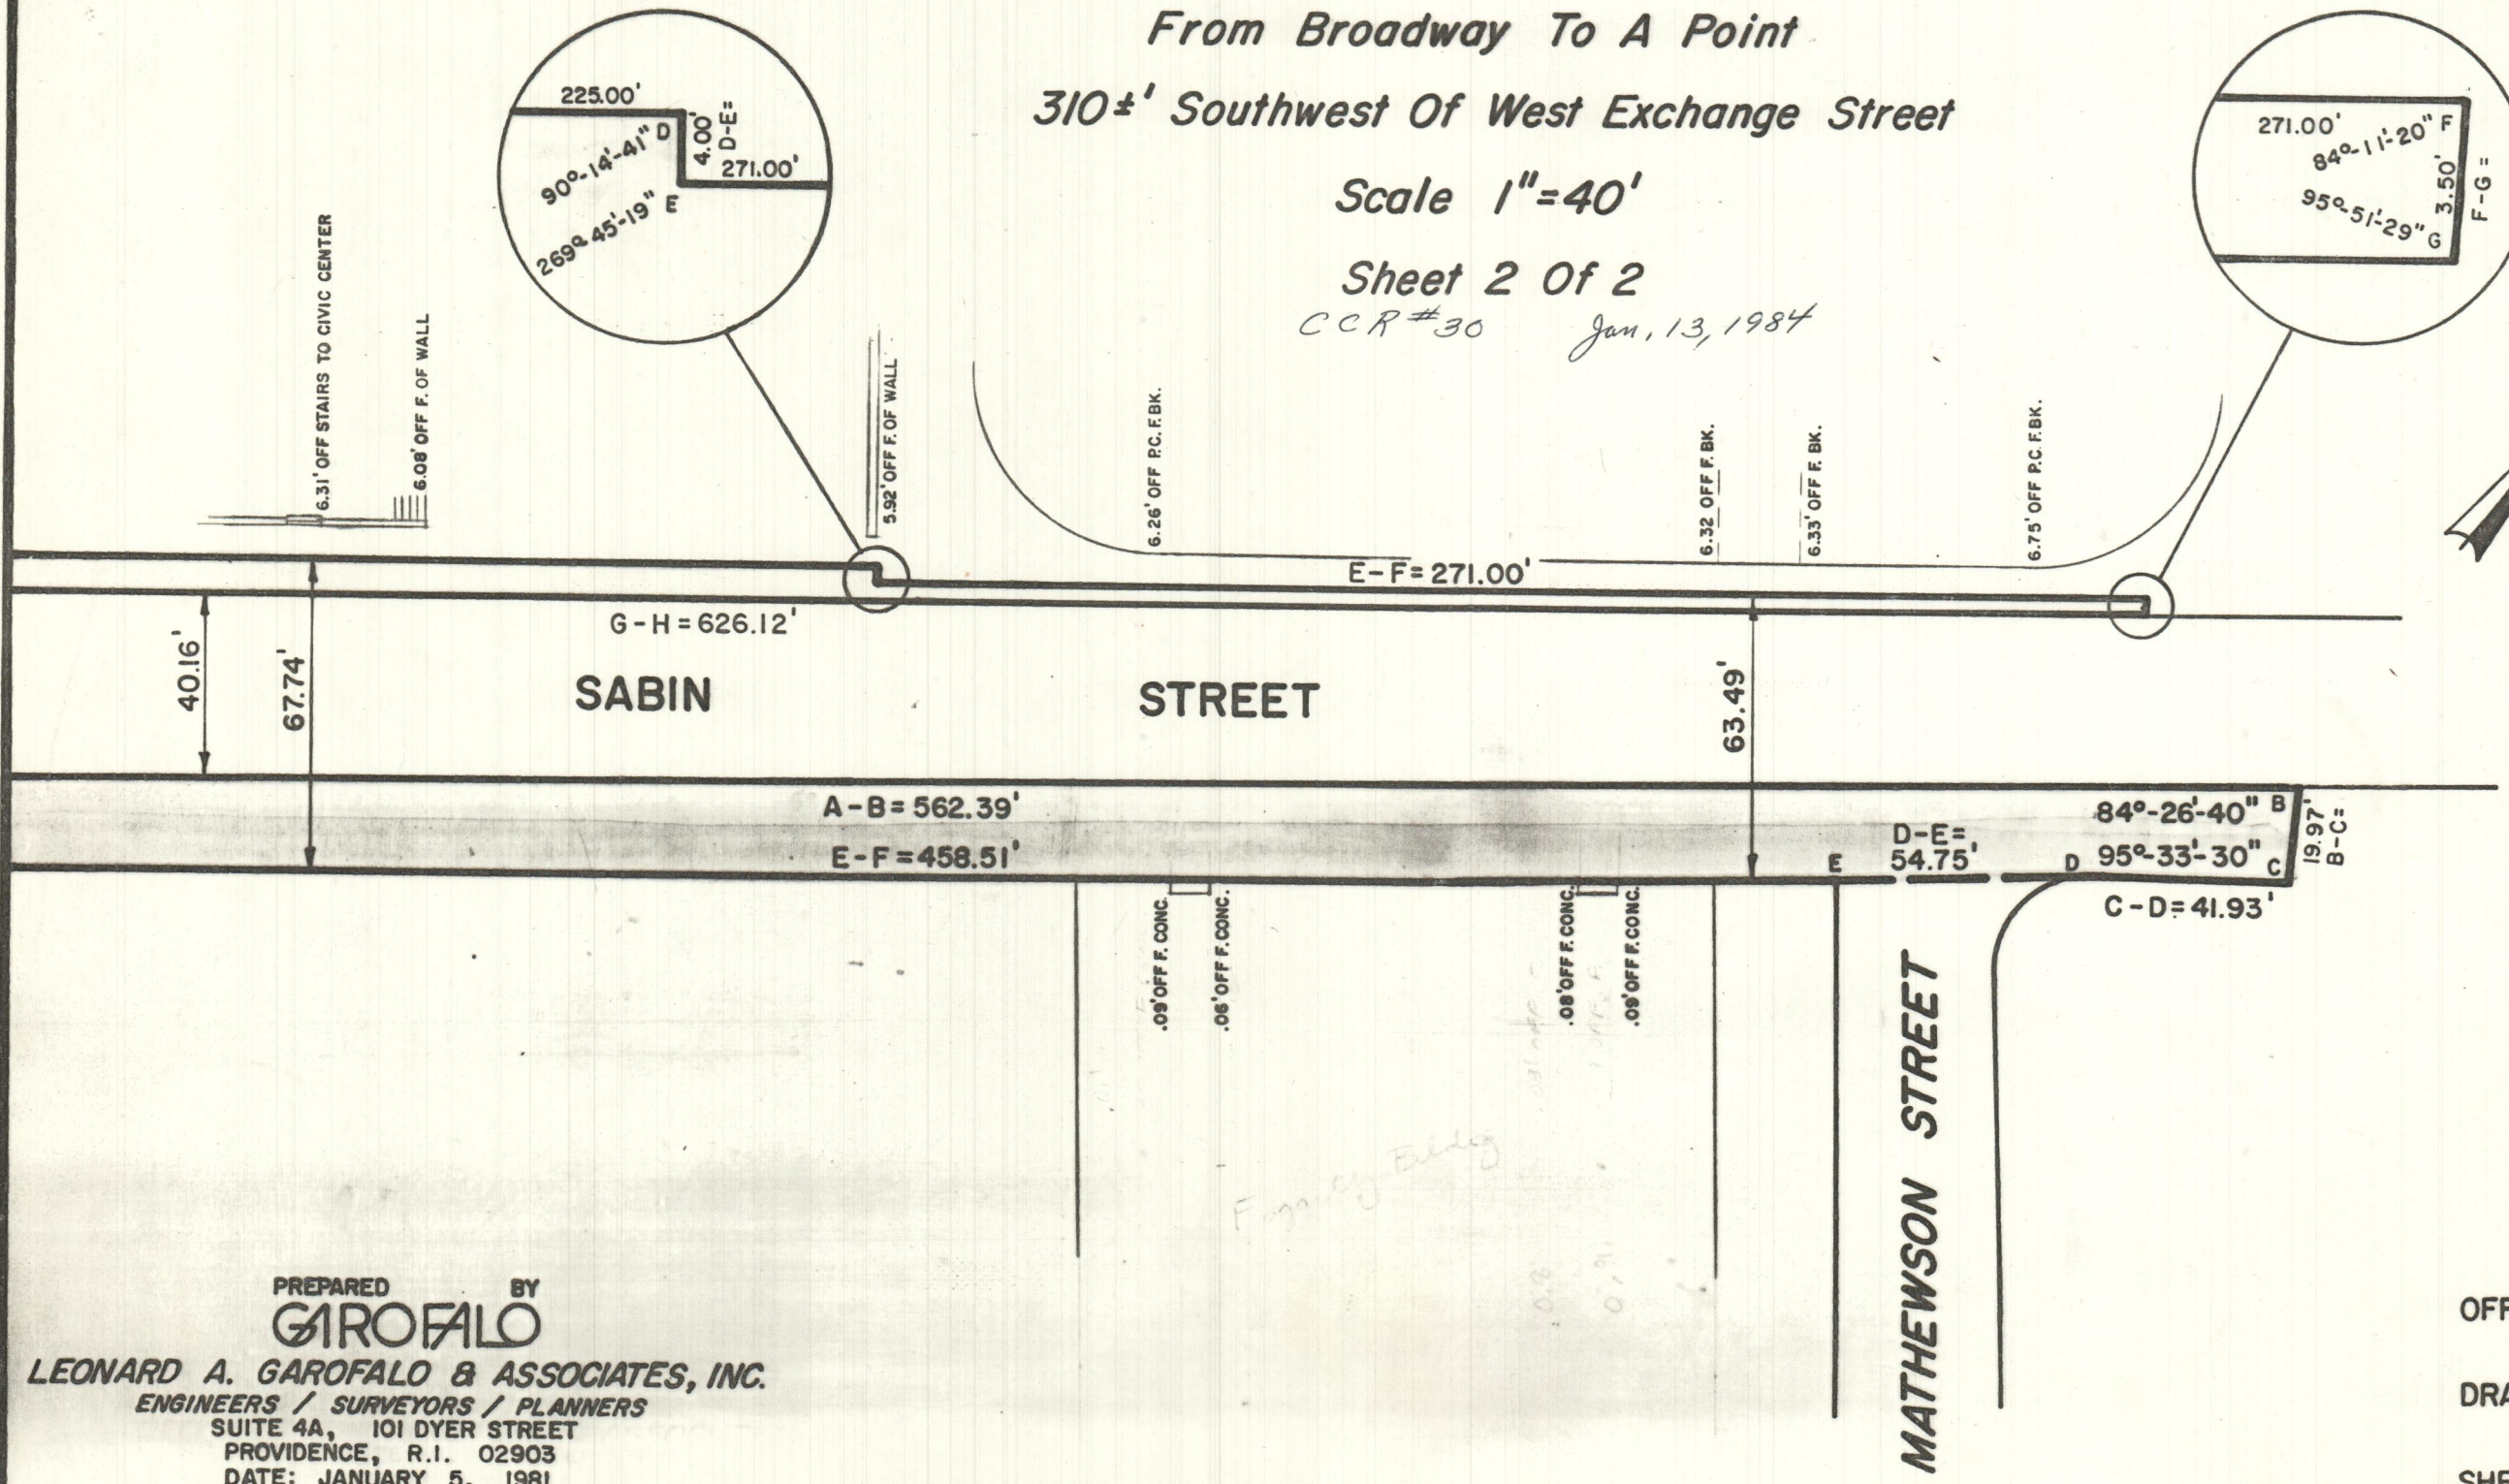 From Broadway To A Point
310±' Southwest Of West Exchange Street
Scale 1"=40'
Sheet 2 Of 2
CCR #30 Jan, 13, 1984
225.00'
D
90°-14'-41"
4.00'
D-E=
271.00'
E
269°-45'-19"
271.00'
84°-11'-20" F
3.50'
F-G=
95°-51'-29" G
6.31' OFF STAIRS TO CIVIC CENTER
6.08' OFF F. OF WALL
5.92' OFF F. OF WALL
6.26' OFF P.C. F. BK.
6.32 OFF F. BK.
6.33' OFF F. BK.
6.75' OFF P.C. F. BK.
E-F=271.00'
G-H=626.12'
40.16'
67.74'
SABIN STREET
63.49'
A-B=562.39'
E-F=458.51'
84°-26'-40" B
D-E=
54.75'
E
D 95°-33'-30" C
19.97'
B-C=
C-D=41.93'
.09' OFF F. CONC.
.06' OFF F. CONC.
.08' OFF F. CONC.
.09' OFF F. CONC.
MATHEWSON STREET
PREPARED BY
GAROFALO
LEONARD A. GAROFALO & ASSOCIATES, INC.
ENGINEERS / SURVEYORS / PLANNERS
SUITE 4A, 101 DYER STREET
PROVIDENCE, R.I. 02903
DATE: JANUARY 5, 1981
OFF
DRA
SHE